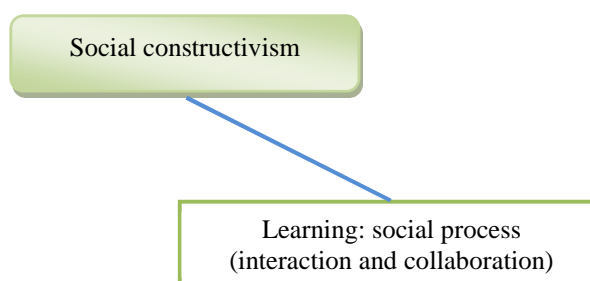 Social constructivism
Learning: social process
(interaction and collaboration)